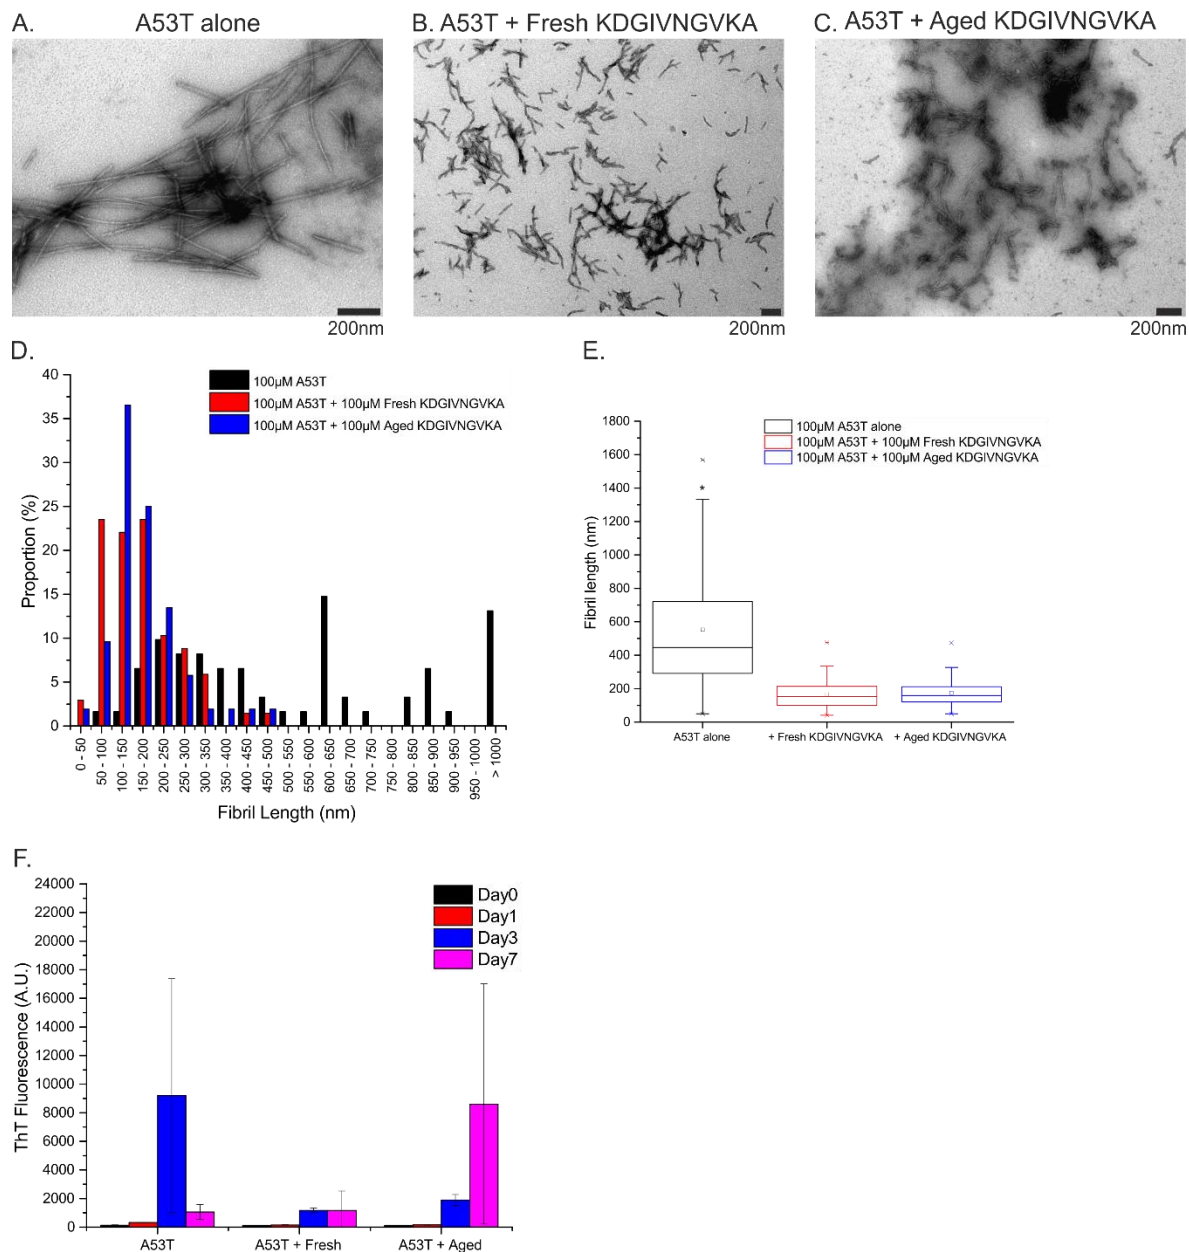 A. A53T alone
B. A53T + Fresh KDGIVNGVKA
C. A53T + Aged KDGIVNGVKA
200nm
200nm
200nm
D.
40
35
30
25
20
15
10
5
0
Proportion (%)
100µM A53T
100µM A53T + 100µM Fresh KDGIVNGVKA
100µM A53T + 100µM Aged KDGIVNGVKA
0 - 50
50 - 100
100 - 150
150 - 200
200 - 250
250 - 300
300 - 350
350 - 400
400 - 450
450 - 500
500 - 550
550 - 600
600 - 650
650 - 700
700 - 750
750 - 800
800 - 850
850 - 900
900 - 950
950 - 1000
> 1000
Fibril Length (nm)
E.
1800
1600
1400
1200
1000
800
600
400
200
0
Fibril length (nm)
100µM A53T alone
100µM A53T + 100µM Fresh KDGIVNGVKA
100µM A53T + 100µM Aged KDGIVNGVKA
A53T alone
+ Fresh KDGIVNGVKA
+ Aged KDGIVNGVKA
F.
24000
22000
20000
18000
16000
14000
12000
10000
8000
6000
4000
2000
0
ThT Fluorescence (A.U.)
Day0
Day1
Day3
Day7
A53T
A53T + Fresh
A53T + Aged